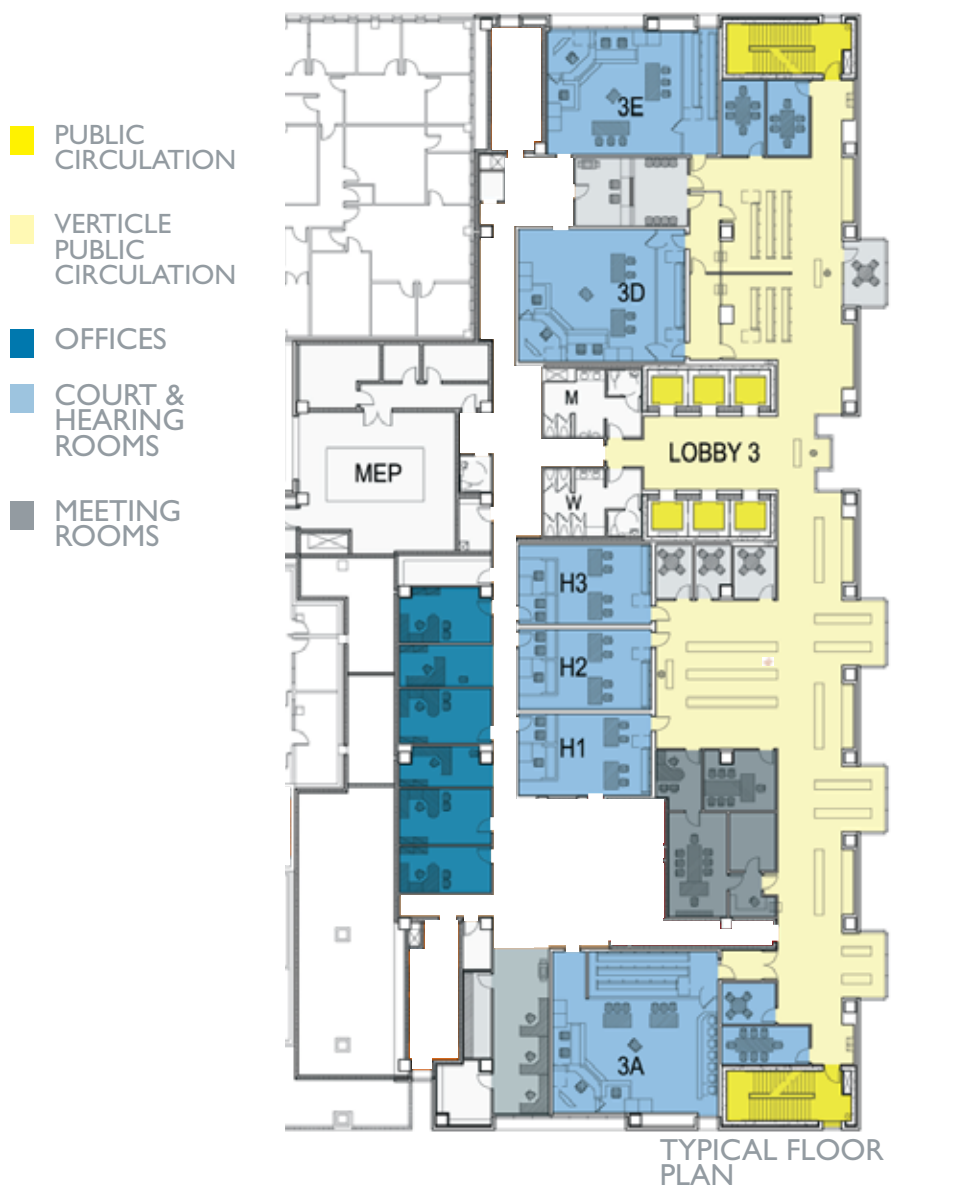 PUBLIC
CIRCULATION
VERTICLE
PUBLIC
CIRCULATION
OFFICES
COURT &
HEARING
ROOMS
MEETING
ROOMS
3E
3D
M
LOBBY 3
MEP
W
H3
H2
H1
3A
TYPICAL FLOOR
PLAN